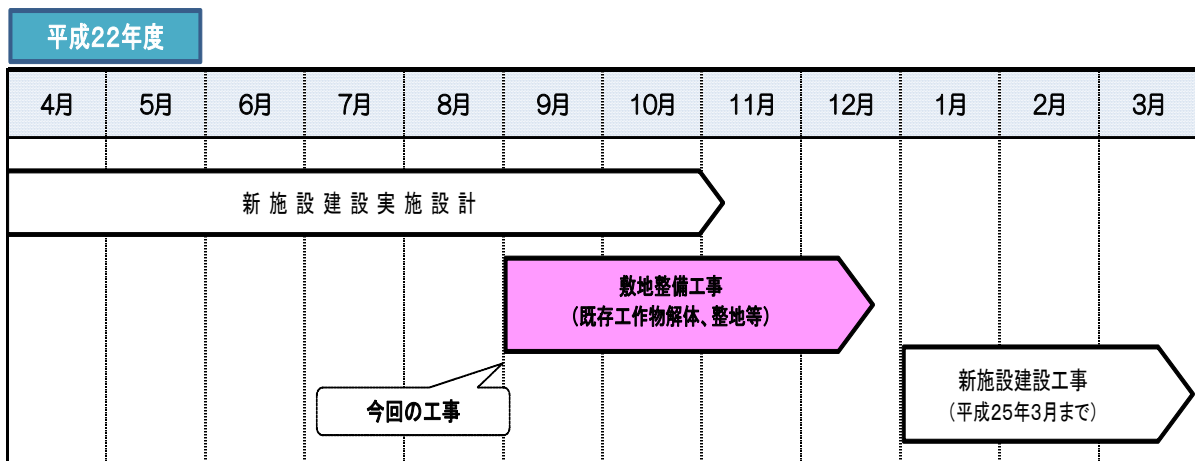 平成22年度
4月 5月 6月 7月 8月 9月 10月 11月 12月 1月 2月 3月
新施設建設実施設計
敷地整備工事
（既存工作物解体、整地等）
今回の工事
新施設建設工事
（平成25年3月まで）